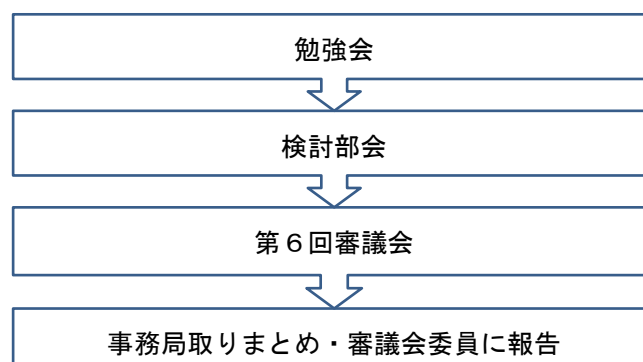 勉強会
検討部会
第６回審議会
事務局取りまとめ・審議会委員に報告